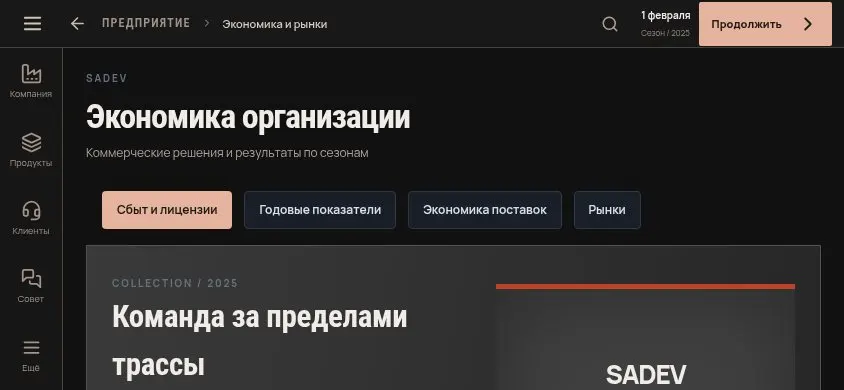 ПРЕДПРИЯТИЕ
Экономика и рынки
1 февраля
Сезон / 2025
Продолжить
Компания
Продукты
Клиенты
Совет
Ещё
SADEV
Экономика организации
Коммерческие решения и результаты по сезонам
Сбыт и лицензии
Годовые показатели
Экономика поставок
Рынки
COLLECTION / 2025
Команда за пределами
трассы
SADEV